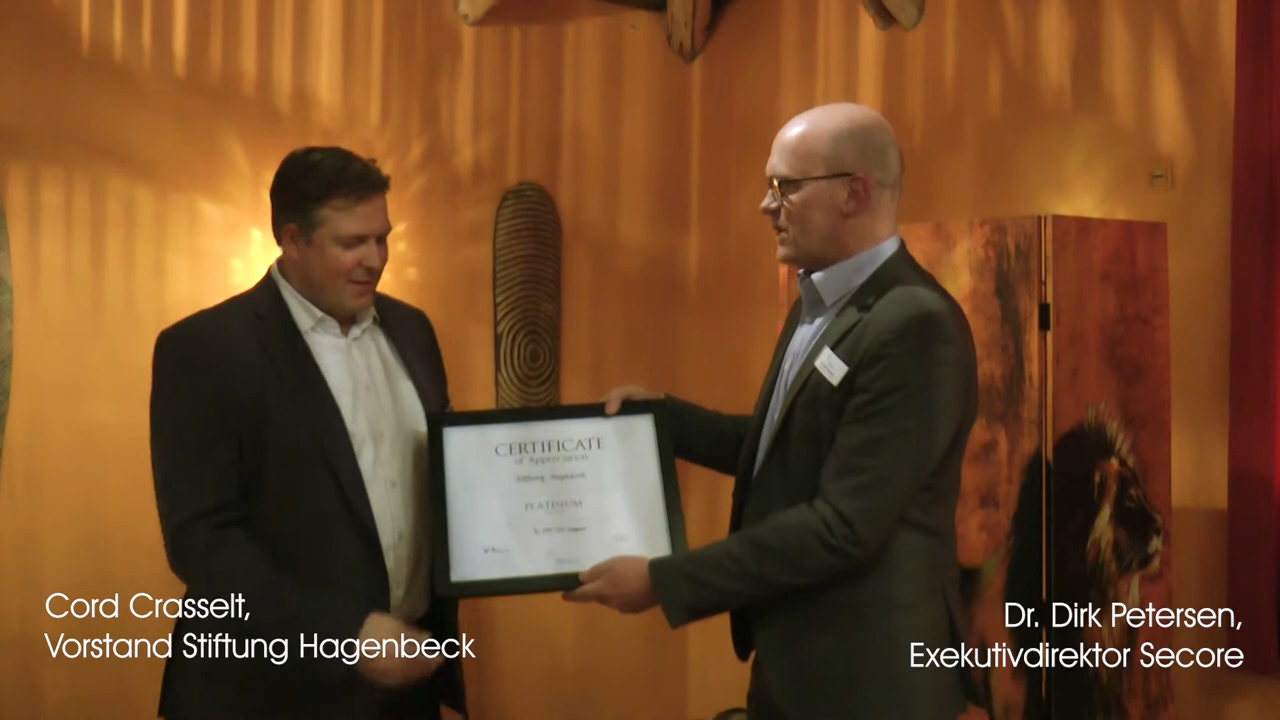 CERTIFICATE
of Appreciation
PLATINUM
Cord Crasselt,
Vorstand Stiftung Hagenbeck
Dr. Dirk Petersen,
Exekutivdirektor Secore